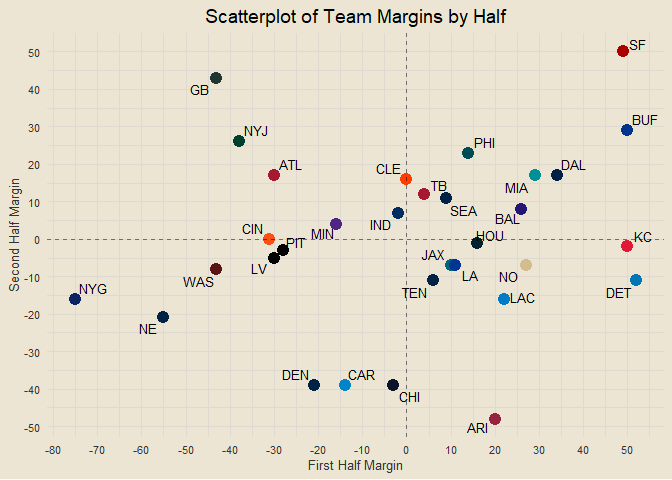 Scatterplot of Team Margins by Half
Second Half Margin
50
40
30
20
10
0
-10
-20
-30
-40
-50
SF
GB
BUF
NYJ
PHI
ATL
CLE
DAL
TB
MIA
SEA
BAL
IND
MIN
CIN
HOU
KC
PIT
JAX
LV
LA
NO
WAS
TEN
NYG
LAC
DET
NE
DEN
CAR
CHI
ARI
-80 -70 -60 -50 -40 -30 -20 -10 0 10 20 30 40 50
First Half Margin